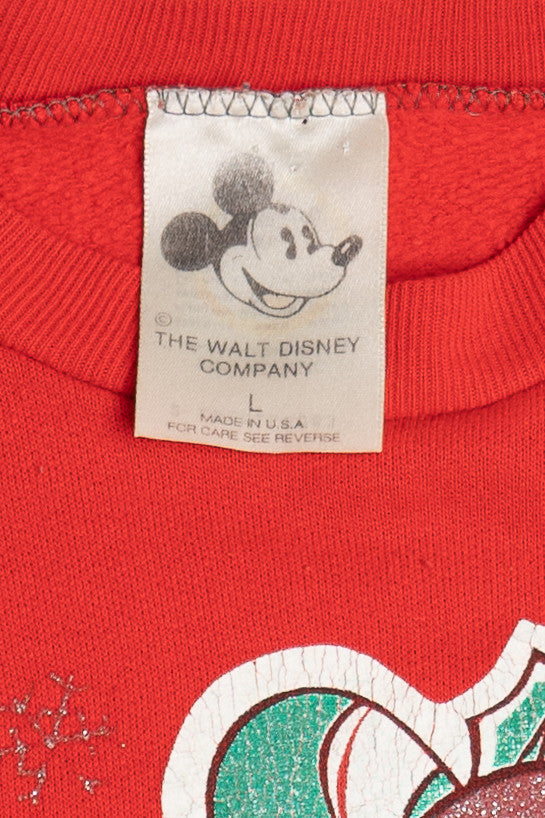 ©
THE WALT DISNEY
COMPANY
L
MADE IN U.S.A
FOR CARE SEE REVERSE